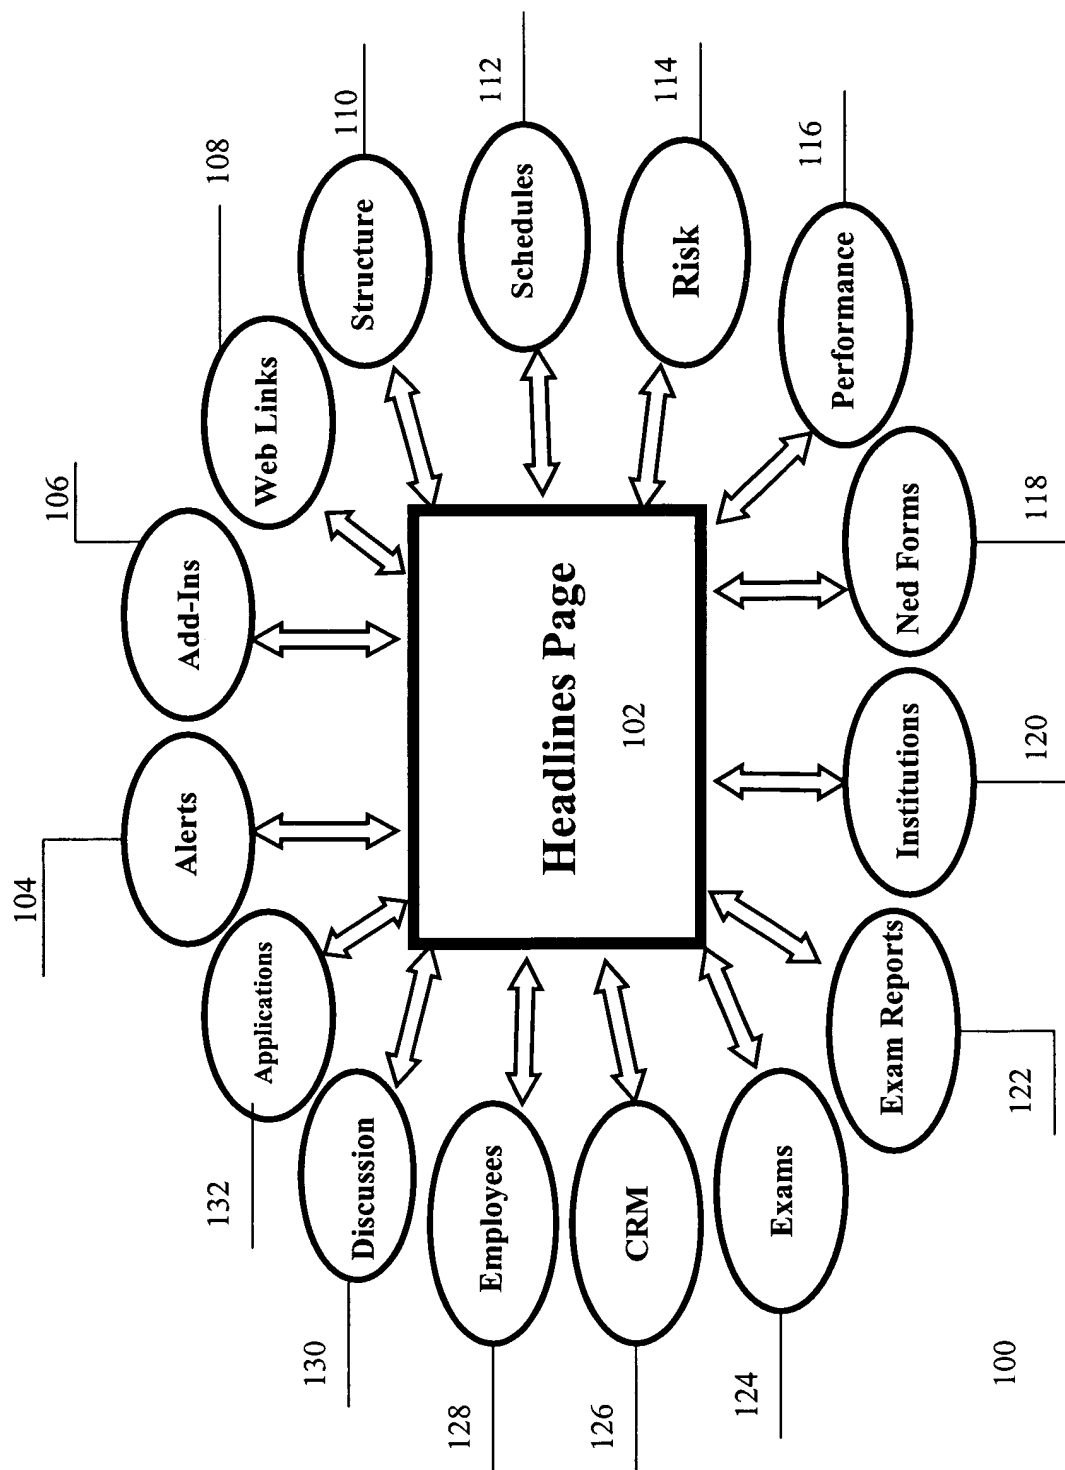 104
106
Alerts
Add-Ins
132
108
Applications
Web Links
130
110
Discussion
Structure
128
112
Employees
Schedules
Headlines Page
102
126
114
CRM
Risk
124
116
Exams
Performance
Exam Reports
Institutions
Ned Forms
122
120
118
100